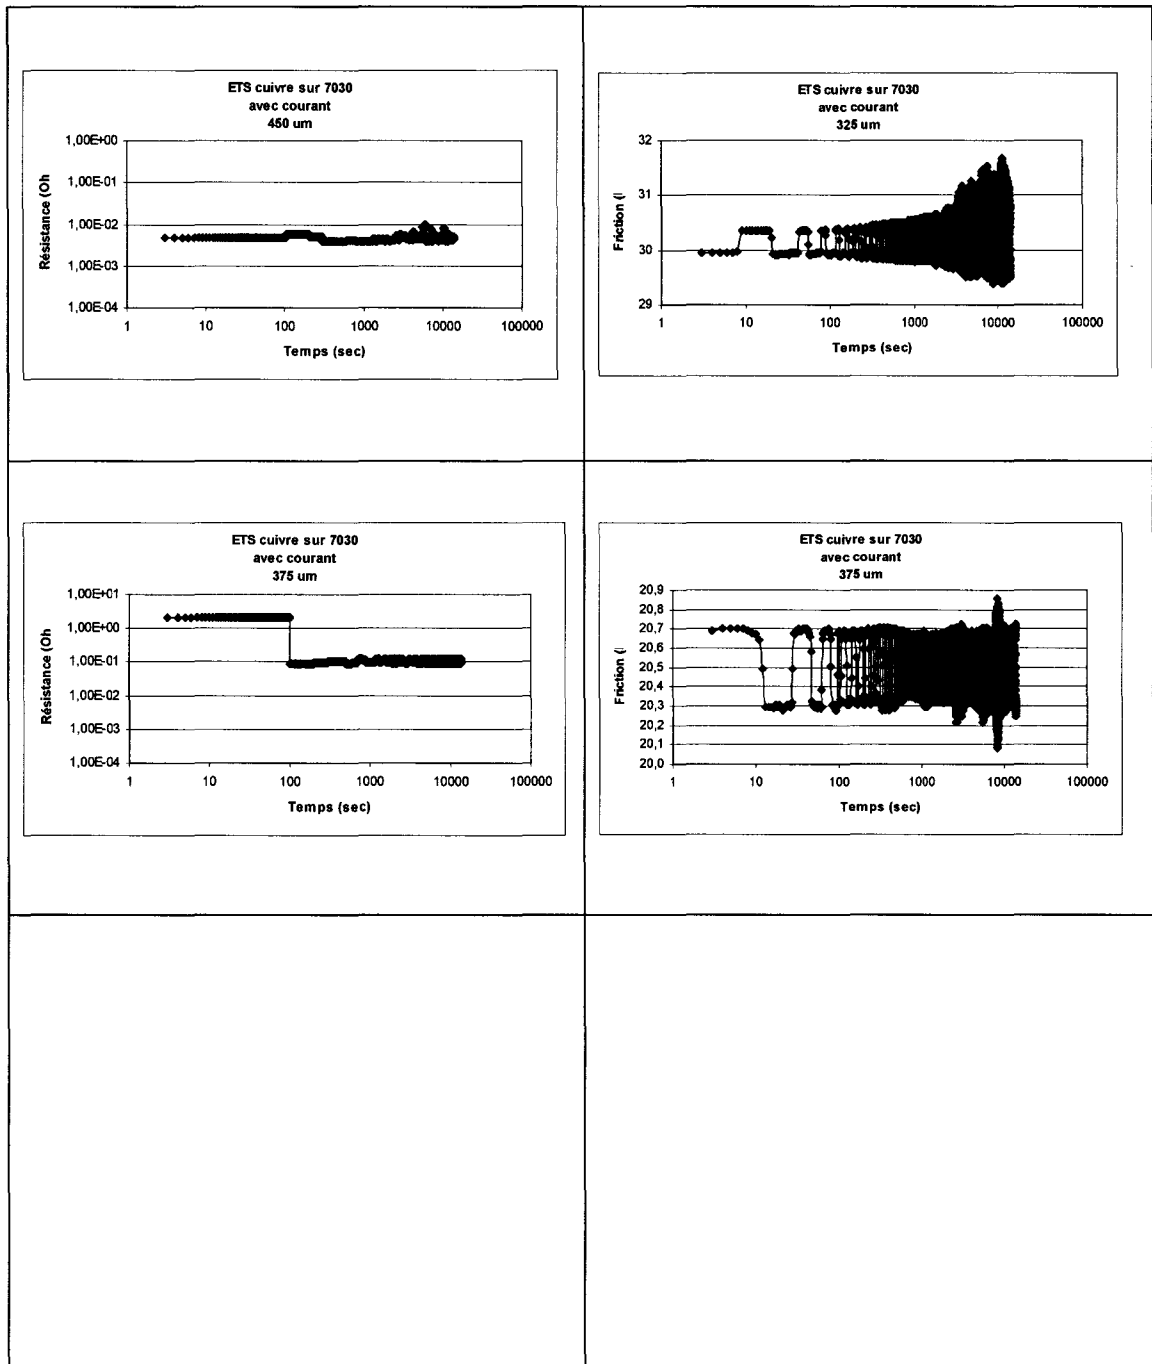 ETS cuivre sur 7030
avec courant
450 um
Résistance (Oh
1,00E+00
1,00E-01
1,00E-02
1,00E-03
1,00E-04
1 10 100 1000 10000 100000
Temps (sec)
ETS cuivre sur 7030
avec courant
325 um
Friction (
32
31
30
29
1 10 100 1000 10000 100000
Temps (sec)
ETS cuivre sur 7030
avec courant
375 um
Résistance (Oh
1,00E+01
1,00E+00
1,00E-01
1,00E-02
1,00E-03
1,00E-04
1 10 100 1000 10000 100000
Temps (sec)
ETS cuivre sur 7030
avec courant
375 um
Friction (
20,9
20,8
20,7
20,6
20,5
20,4
20,3
20,2
20,1
20,0
1 10 100 1000 10000 100000
Temps (sec)